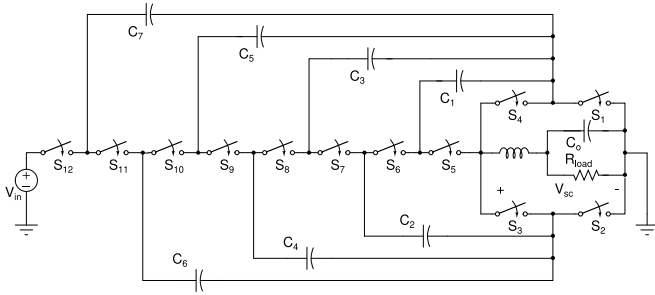 C7
C5
C3
C1
S4
S1
Co
Rload
S12
S11
S10
S9
S8
S7
S6
S5
Vin
+
-
+
Vsc
-
S3
S2
C2
C4
C6